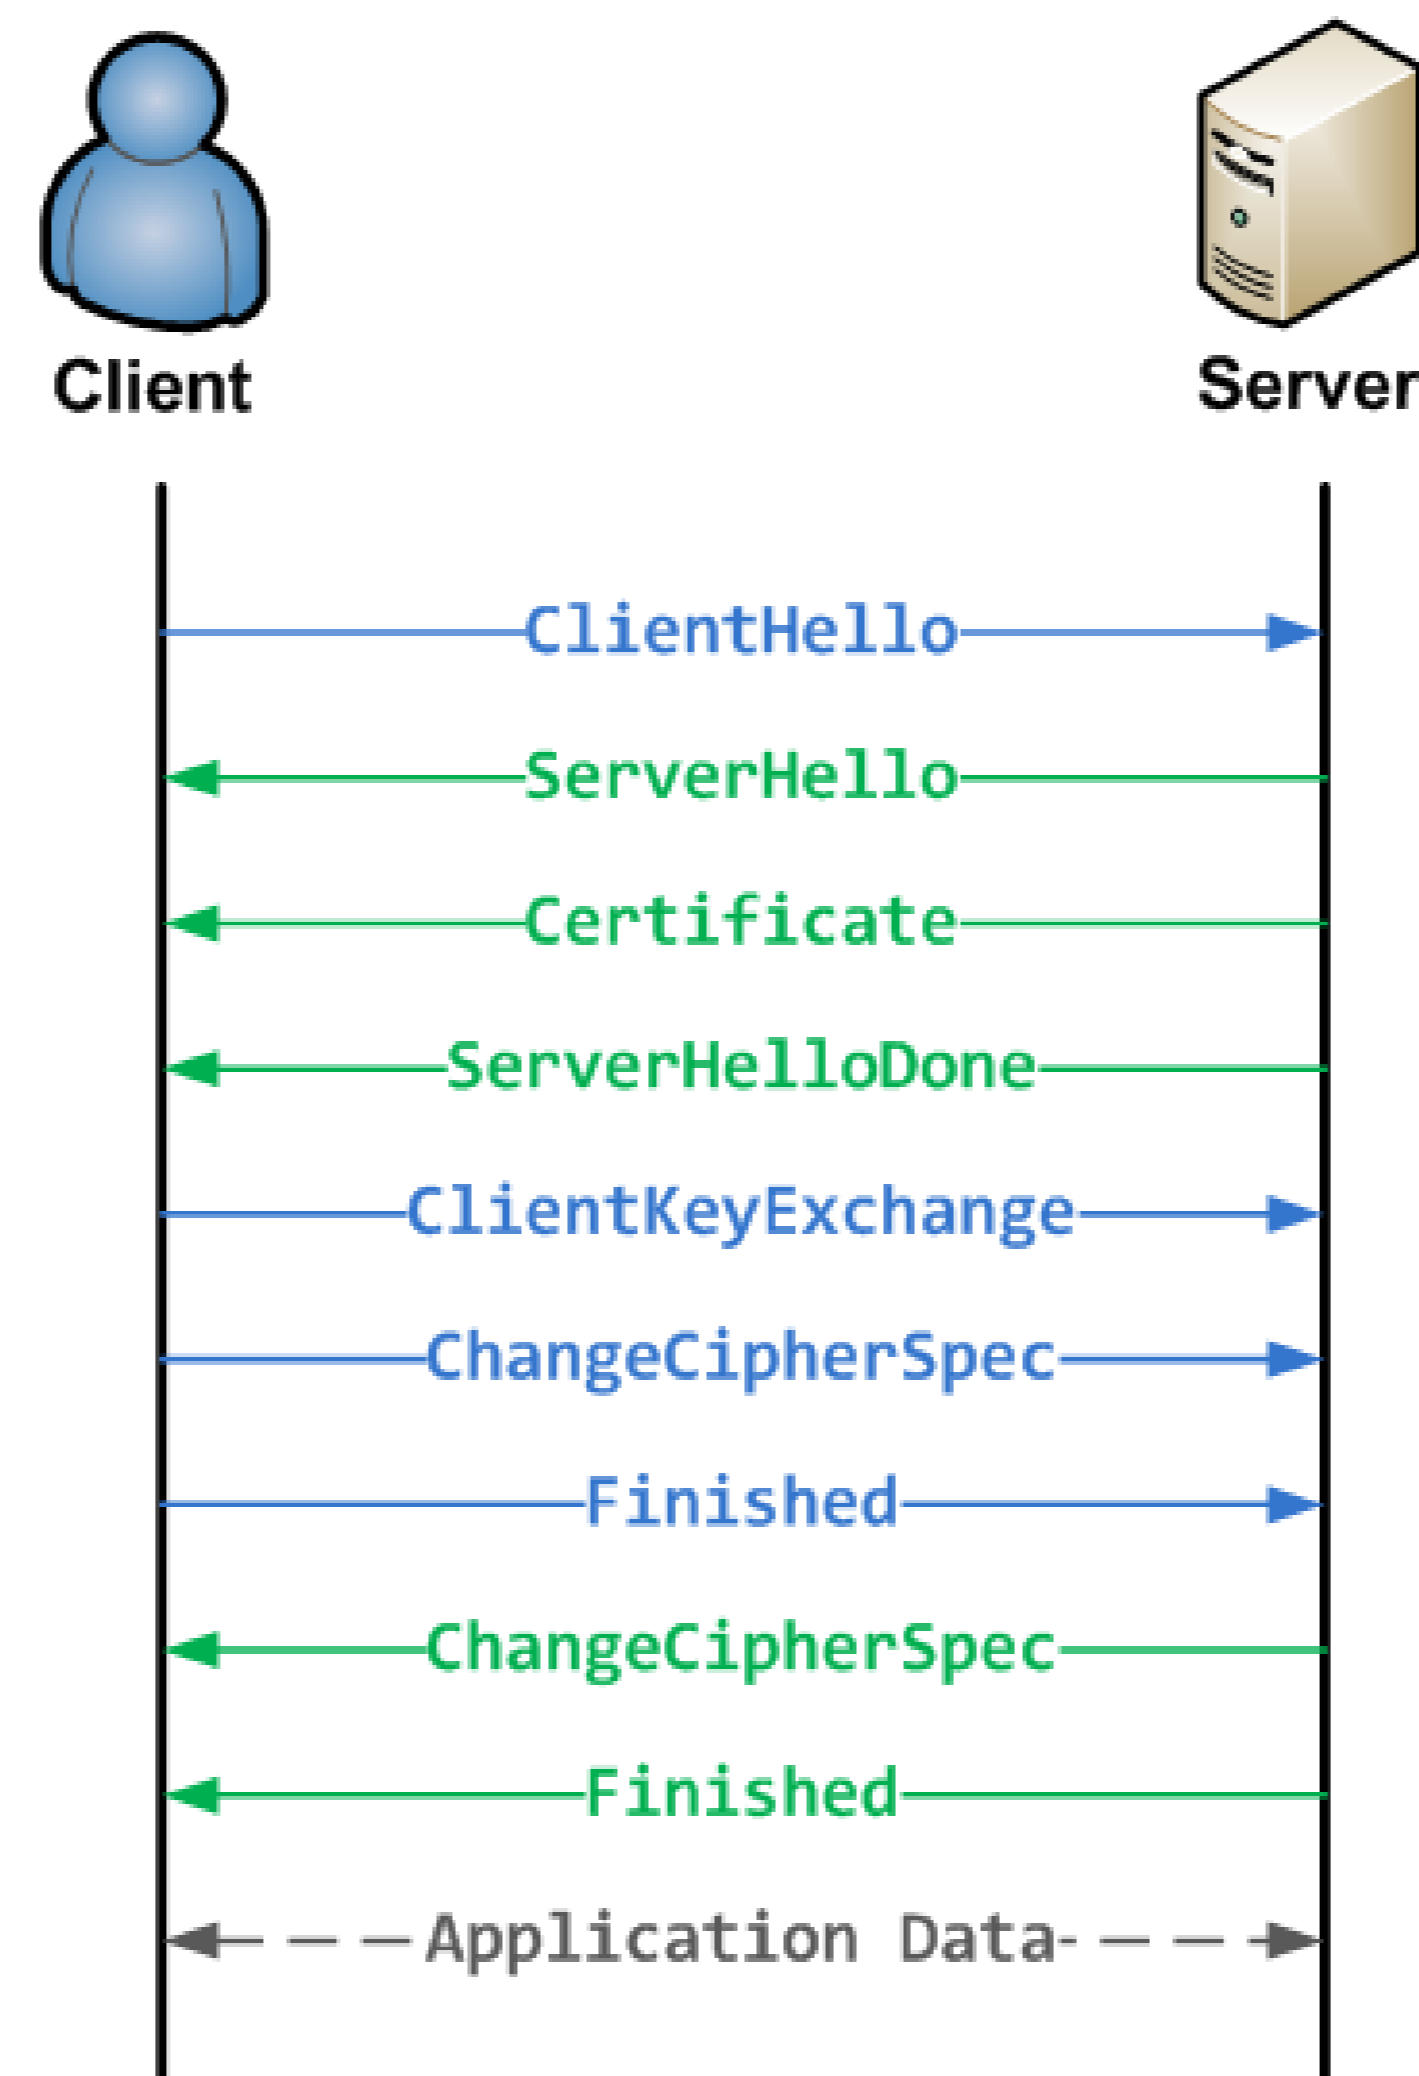 Client
Server
ClientHello
ServerHello
Certificate
ServerHelloDone
ClientKeyExchange
ChangeCipherSpec
Finished
ChangeCipherSpec
Finished
Application Data